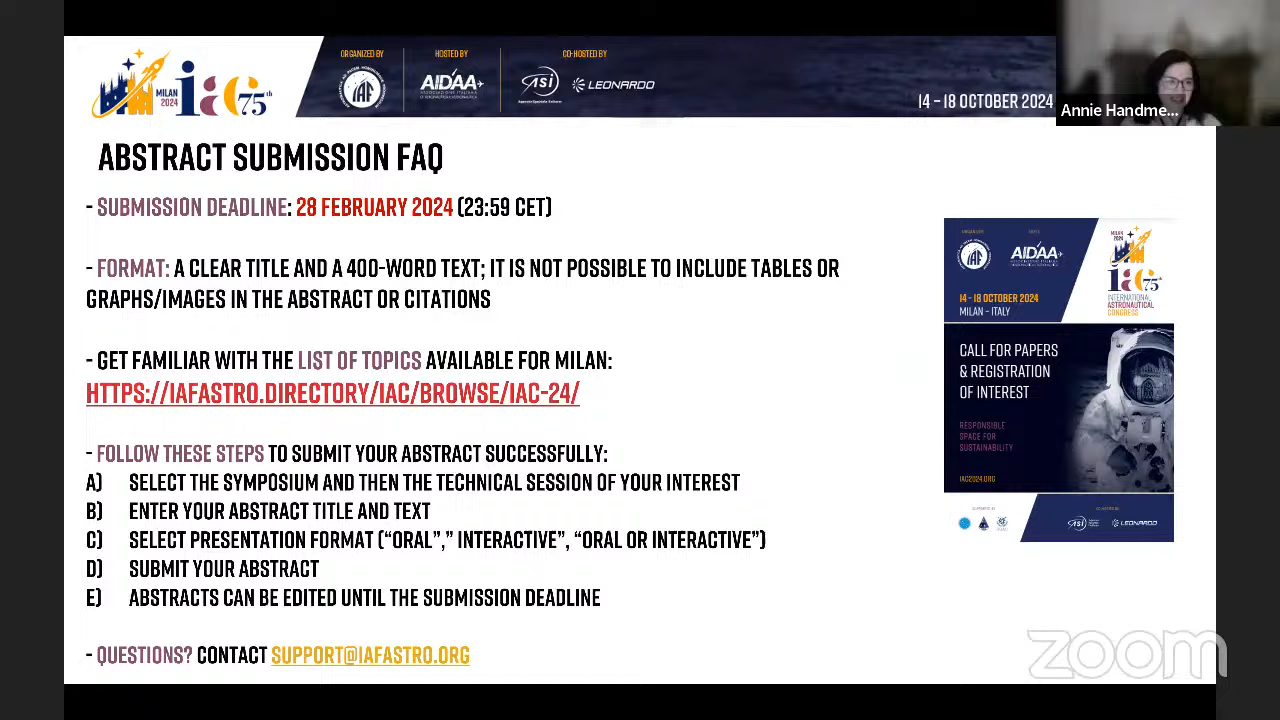 MILAN 2024 iac 75th
ORGANIZED BY
IAF
HOSTED BY
AIDAA
CO-HOSTED BY
ASI
LEONARDO
14 – 18 OCTOBER 2024
Annie Handme...
ABSTRACT SUBMISSION FAQ
- SUBMISSION DEADLINE: 28 FEBRUARY 2024 (23:59 CET)
- FORMAT: A CLEAR TITLE AND A 400-WORD TEXT; IT IS NOT POSSIBLE TO INCLUDE TABLES OR
GRAPHS/IMAGES IN THE ABSTRACT OR CITATIONS
- GET FAMILIAR WITH THE LIST OF TOPICS AVAILABLE FOR MILAN:
HTTPS://IAFASTRO.DIRECTORY/IAC/BROWSE/IAC-24/
- FOLLOW THESE STEPS TO SUBMIT YOUR ABSTRACT SUCCESSFULLY:
A) SELECT THE SYMPOSIUM AND THEN THE TECHNICAL SESSION OF YOUR INTEREST
B) ENTER YOUR ABSTRACT TITLE AND TEXT
C) SELECT PRESENTATION FORMAT (“ORAL”,” INTERACTIVE”, “ORAL OR INTERACTIVE”)
D) SUBMIT YOUR ABSTRACT
E) ABSTRACTS CAN BE EDITED UNTIL THE SUBMISSION DEADLINE
- QUESTIONS? CONTACT SUPPORT@IAFASTRO.ORG
AIDAA
14 - 18 OCTOBER 2024
MILAN - ITALY
iac 75th
INTERNATIONAL
ASTRONAUTICAL
CONGRESS
CALL FOR PAPERS
& REGISTRATION
OF INTEREST
RESPONSIBLE
SPACE FOR
SUSTAINABILITY
IAC2024.ORG
ASI
LEONARDO
zoom